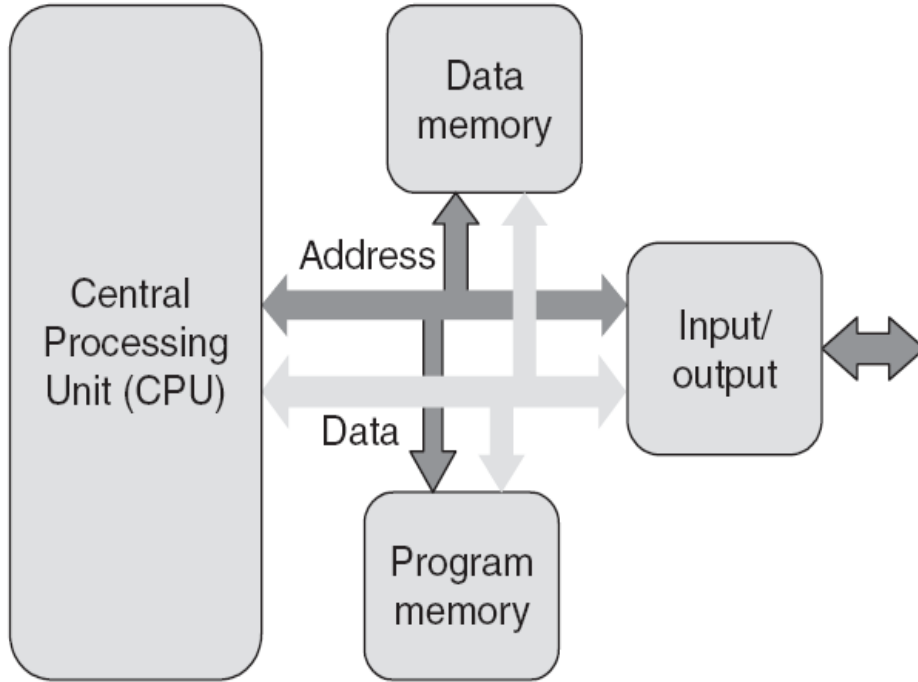 Data
memory
Address
Central
Processing
Unit (CPU)
Input/
output
Data
Program
memory